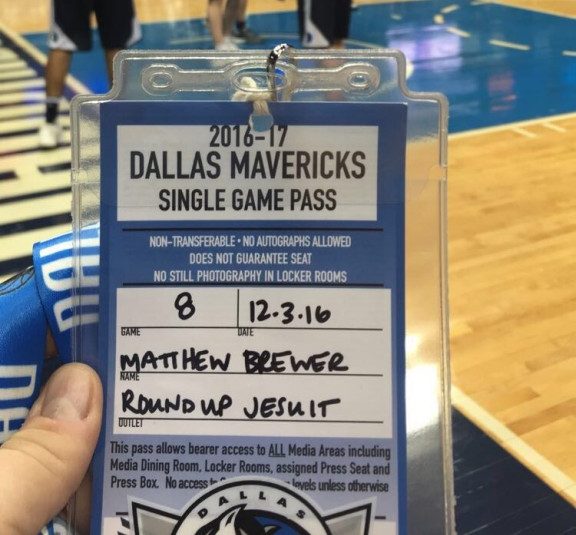 2016-17
DALLAS MAVERICKS
SINGLE GAME PASS
NON-TRANSFERABLE • NO AUTOGRAPHS ALLOWED
DOES NOT GUARANTEE SEAT
NO STILL PHOTOGRAPHY IN LOCKER ROOMS
8 12.3.16
GAME DATE
MATTHEW BREWER
NAME
ROUNDUP JESUIT
OUTLET
This pass allows bearer access to ALL Media Areas including
Media Dining Room, Locker Rooms, assigned Press Seat and
Press Box. No access levels unless otherwise
DALLAS